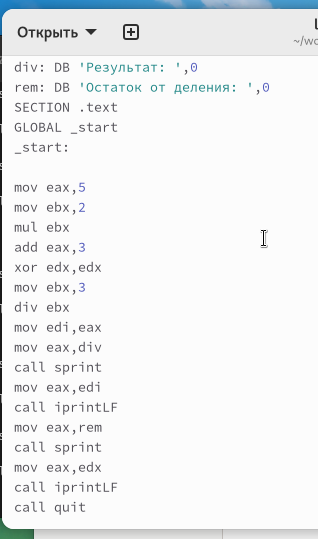 Открыть
~/wo
div: DB 'Результат: ',0
rem: DB 'Остаток от деления: ',0
SECTION .text
GLOBAL _start
_start:
mov eax,5
mov ebx,2
mul ebx
add eax,3
xor edx,edx
mov ebx,3
div ebx
mov edi,eax
mov eax,div
call sprint
mov eax,edi
call iprintLF
mov eax,rem
call sprint
mov eax,edx
call iprintLF
call quit